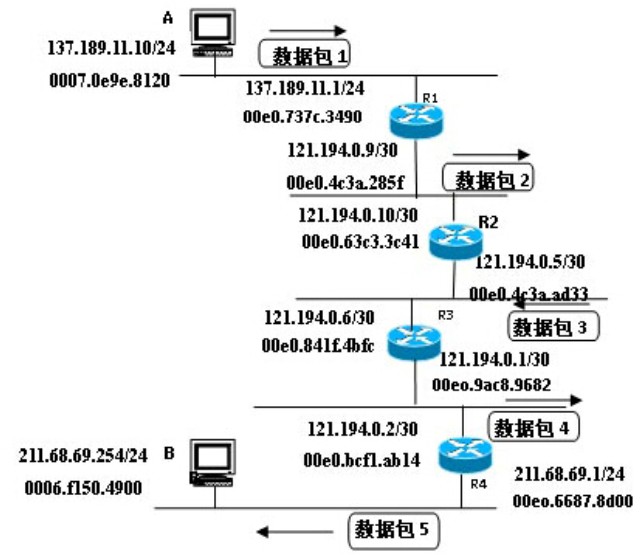 A
137.189.11.10/24
0007.0e9e.8120
数据包 1
137.189.11.1/24
R1
00e0.737c.3490
121.194.0.9/30
00e0.4c3a.285f
数据包 2
121.194.0.10/30
R2
00e0.63c3.3c41
121.194.0.5/30
00e0.4c3a.ad33
121.194.0.6/30
R3
数据包 3
00e0.841f.4bfc
121.194.0.1/30
00eo.9ac8.9682
数据包 4
121.194.0.2/30
00e0.bcf1.ab14
211.68.69.254/24
B
0006.f150.4900
R4
211.68.69.1/24
00eo.6687.8d00
数据包 5